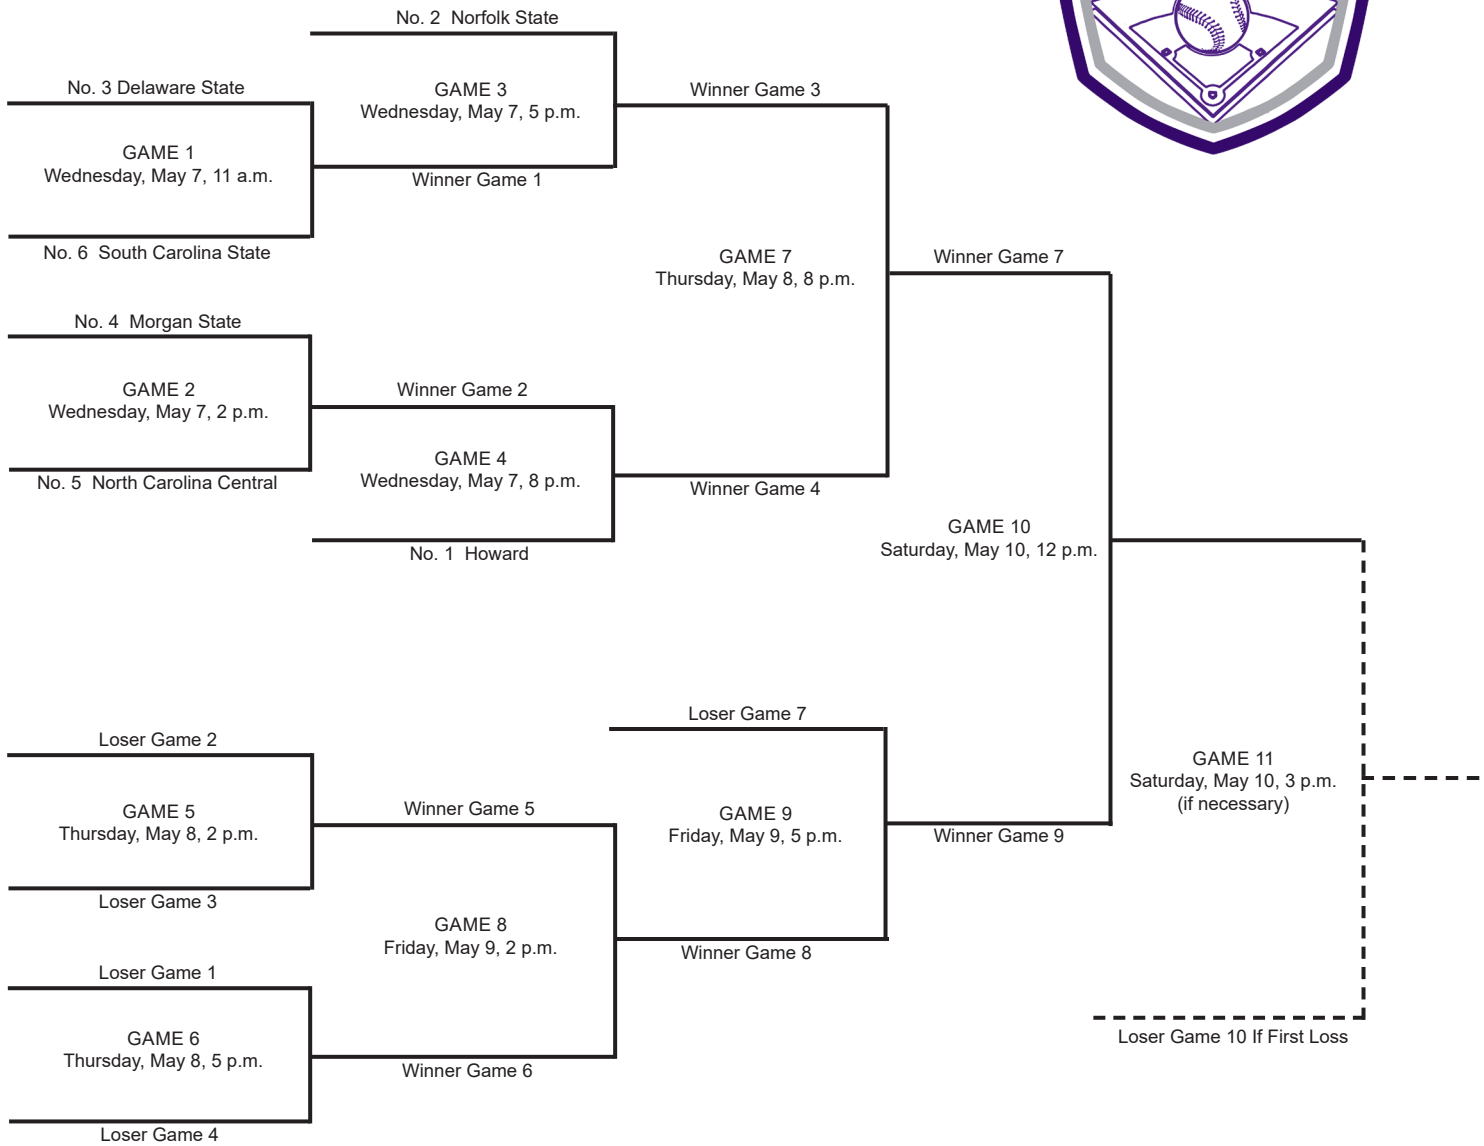 No. 2  Norfolk State
No. 3 Delaware State
GAME 3
Wednesday, May 7, 5 p.m.
Winner Game 3
GAME 1
Wednesday, May 7, 11 a.m.
Winner Game 1
No. 6  South Carolina State
GAME 7
Thursday, May 8, 8 p.m.
Winner Game 7
No. 4  Morgan State
GAME 2
Wednesday, May 7, 2 p.m.
Winner Game 2
No. 5  North Carolina Central
GAME 4
Wednesday, May 7, 8 p.m.
Winner Game 4
No. 1  Howard
GAME 10
Saturday, May 10, 12 p.m.
Loser Game 2
GAME 5
Thursday, May 8, 2 p.m.
Loser Game 3
Winner Game 5
Loser Game 7
GAME 9
Friday, May 9, 5 p.m.
Winner Game 9
GAME 11
Saturday, May 10, 3 p.m.
(if necessary)
GAME 8
Friday, May 9, 2 p.m.
Winner Game 8
Loser Game 1
GAME 6
Thursday, May 8, 5 p.m.
Winner Game 6
Loser Game 4
Loser Game 10 If First Loss